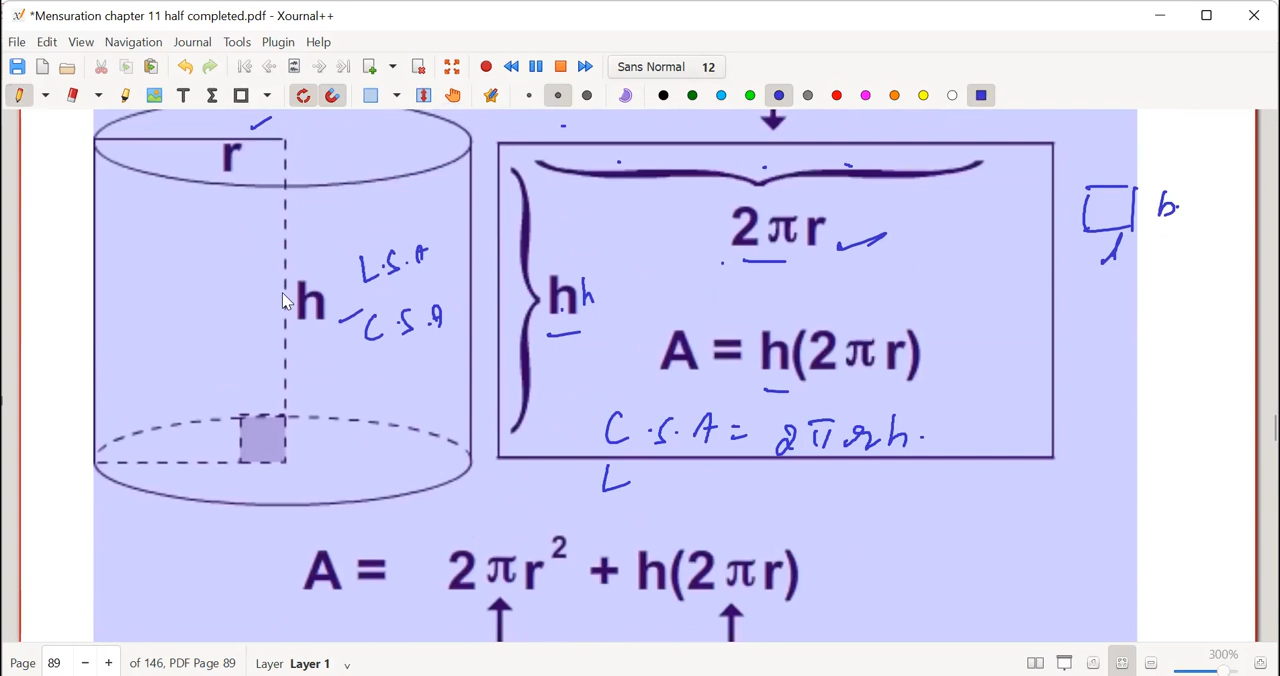 *Mensuration chapter 11 half completed.pdf - Xournal++
File Edit View Navigation Journal Tools Plugin Help
Sans Normal 12
r
h
L.S.A
C.S.A
2πr
h h
A = h(2πr)
C.S.A = 2πrh.
L
l
b
A = 2πr² + h(2πr)
Page 89 of 146, PDF Page 89 Layer Layer 1 300%